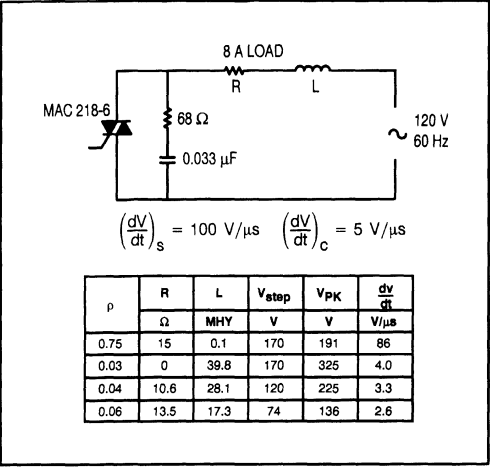 8 A LOAD
R L
MAC 218-6
68 Ω
0.033 μF
120 V
60 Hz
(dV/dt)s = 100 V/μs (dV/dt)c = 5 V/μs
ρ R L Vstep VPK dv/dt
Ω MHY V V V/μs
0.75 15 0.1 170 191 86
0.03 0 39.8 170 325 4.0
0.04 10.6 28.1 120 225 3.3
0.06 13.5 17.3 74 136 2.6